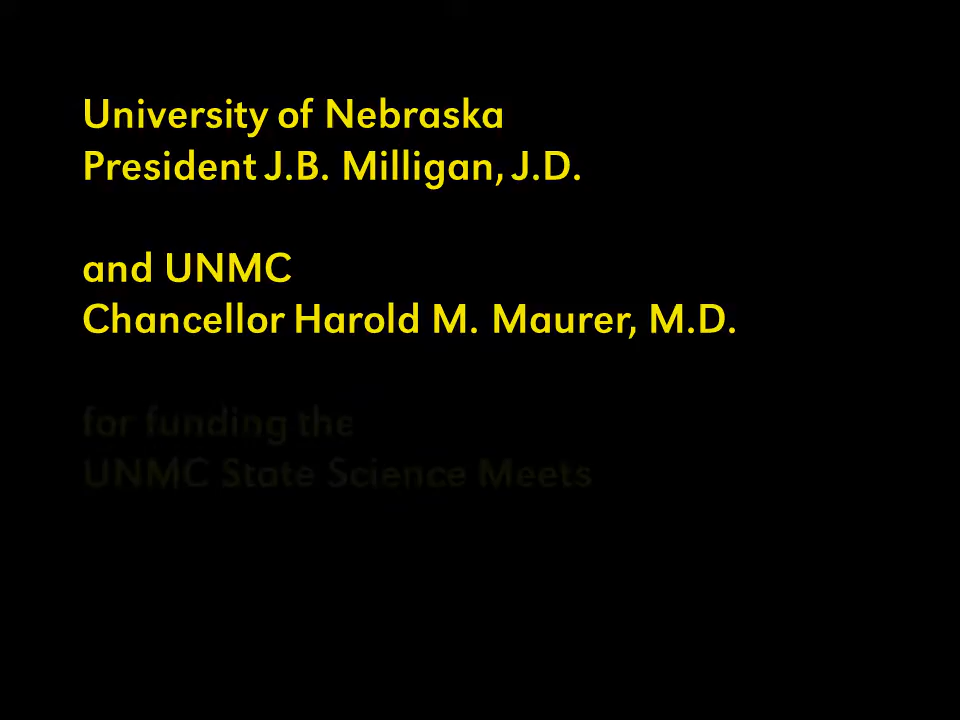 University of Nebraska
President J.B. Milligan, J.D.
and UNMC
Chancellor Harold M. Maurer, M.D.
for funding the
UNMC State Science Meets